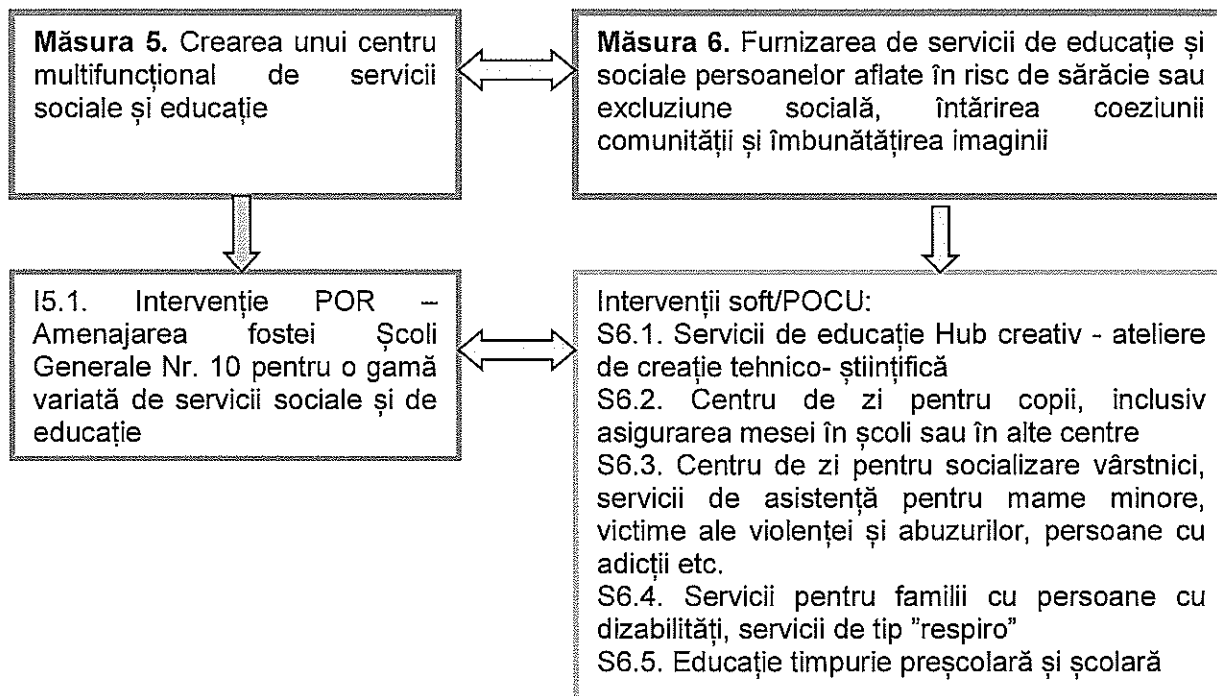 Măsura 5. Crearea unui centru
multifuncțional de servicii
sociale și educație
Măsura 6. Furnizarea de servicii de educație și
sociale persoanelor aflate în risc de sărăcie sau
excluziune socială, întărirea coeziunii
comunității și îmbunătățirea imaginii
I5.1. Intervenție POR –
Amenajarea fostei Școli
Generale Nr. 10 pentru o gamă
variată de servicii sociale și de
educație
Intervenții soft/POCU:
S6.1. Servicii de educație Hub creativ - ateliere
de creație tehnico- științifică
S6.2. Centru de zi pentru copii, inclusiv
asigurarea mesei în școli sau în alte centre
S6.3. Centru de zi pentru socializare vârstnici,
servicii de asistență pentru mame minore,
victime ale violenței și abuzurilor, persoane cu
adicții etc.
S6.4. Servicii pentru familii cu persoane cu
dizabilități, servicii de tip ”respiro”
S6.5. Educație timpurie preșcolară și școlară